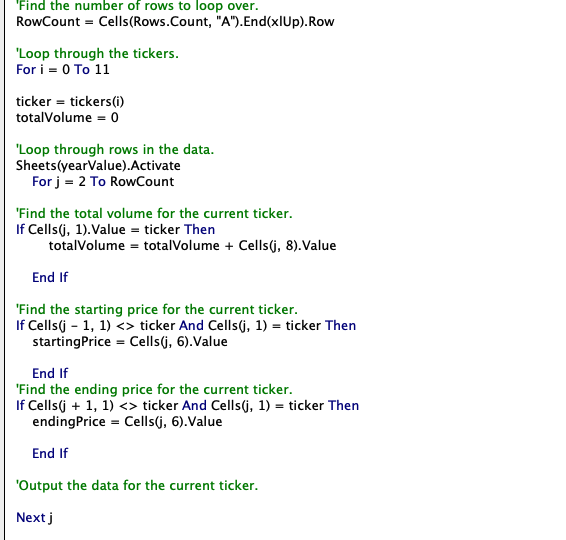 'Find the number of rows to loop over.
RowCount = Cells(Rows.Count, "A").End(xlUp).Row
'Loop through the tickers.
For i = 0 To 11
ticker = tickers(i)
totalVolume = 0
'Loop through rows in the data.
Sheets(yearValue).Activate
For j = 2 To RowCount
'Find the total volume for the current ticker.
If Cells(j, 1).Value = ticker Then
totalVolume = totalVolume + Cells(j, 8).Value
End If
'Find the starting price for the current ticker.
If Cells(j - 1, 1) <> ticker And Cells(j, 1) = ticker Then
startingPrice = Cells(j, 6).Value
End If
'Find the ending price for the current ticker.
If Cells(j + 1, 1) <> ticker And Cells(j, 1) = ticker Then
endingPrice = Cells(j, 6).Value
End If
'Output the data for the current ticker.
Next j